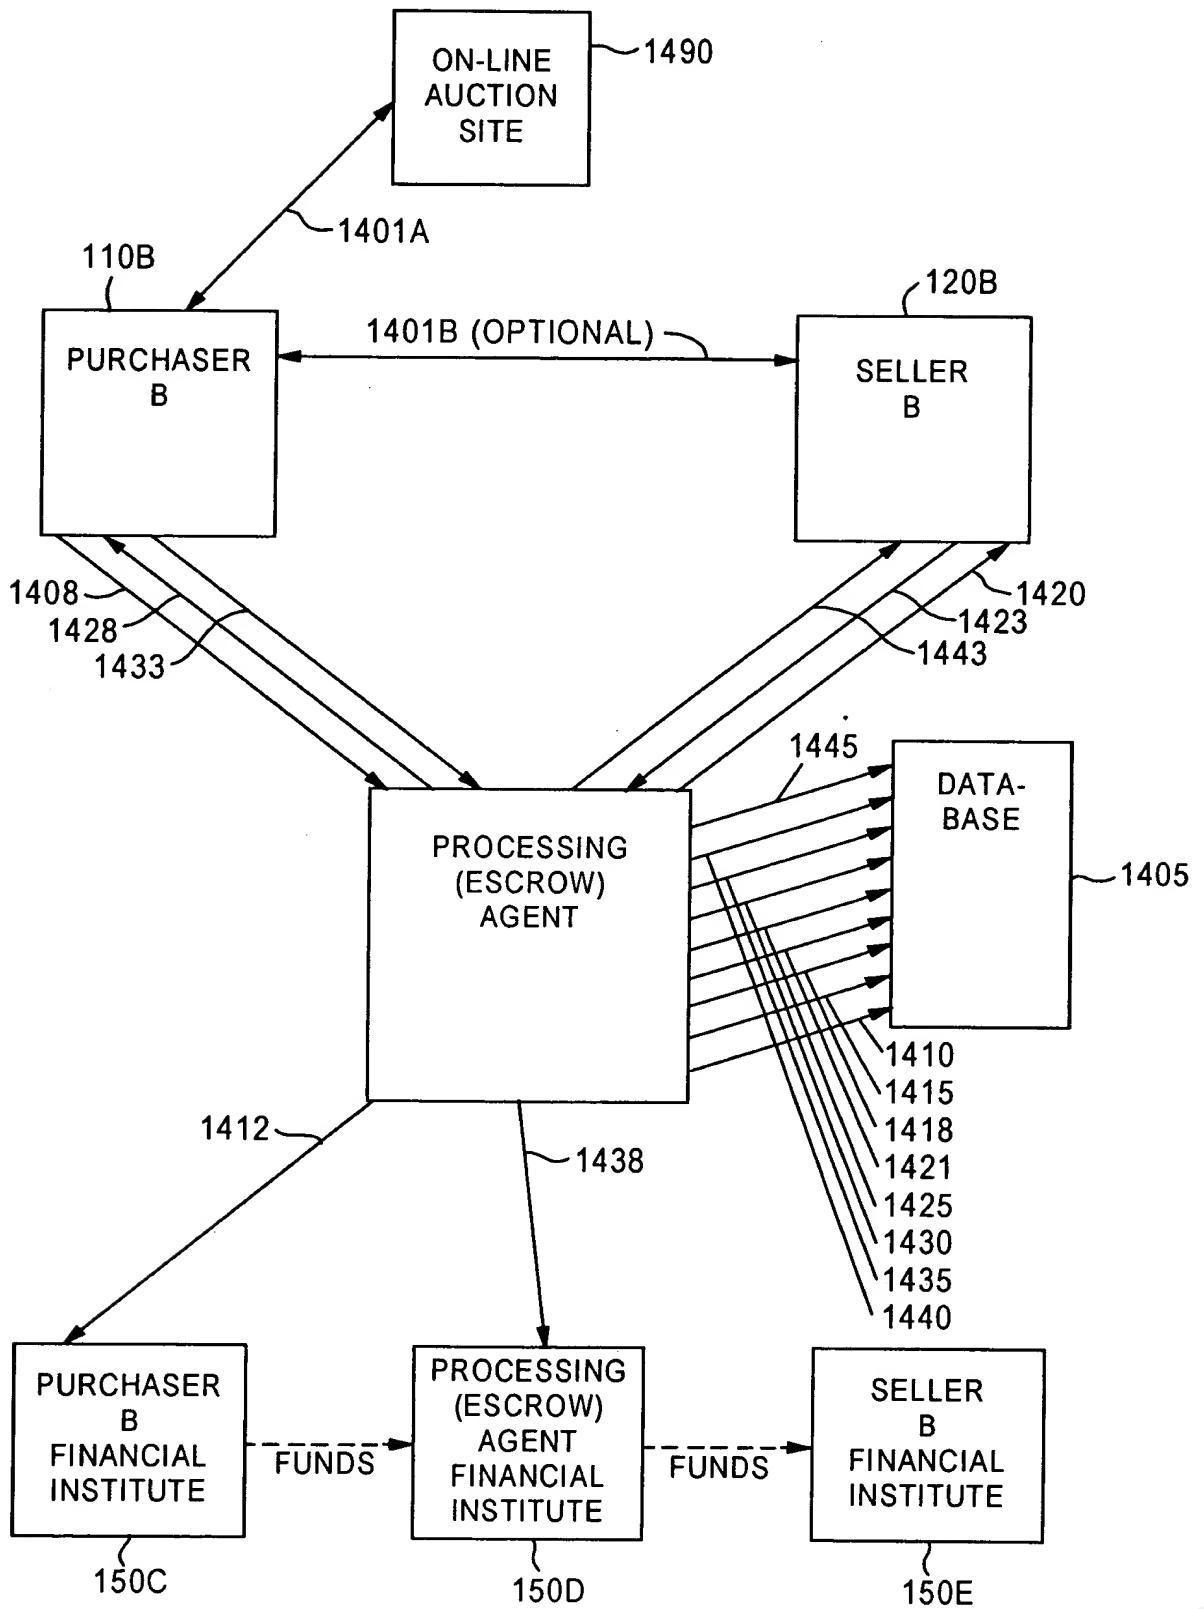 ON-LINE
AUCTION
SITE
1490
1401A
110B
120B
PURCHASER
B
1401B (OPTIONAL)
SELLER
B
1408
1428
1433
1420
1423
1443
1445
PROCESSING
(ESCROW)
AGENT
DATA-
BASE
1405
1410
1415
1418
1421
1425
1430
1435
1440
1412
1438
PURCHASER
B
FINANCIAL
INSTITUTE
FUNDS
PROCESSING
(ESCROW)
AGENT
FINANCIAL
INSTITUTE
FUNDS
SELLER
B
FINANCIAL
INSTITUTE
150C
150D
150E